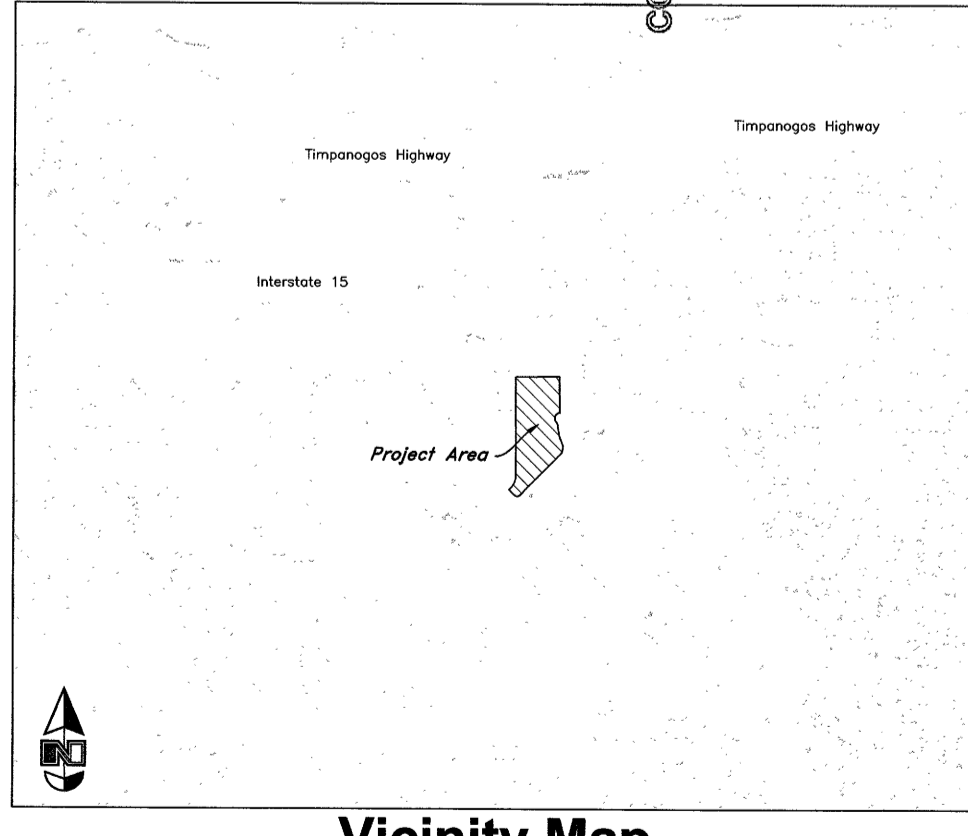 Timpanogos Highway
Timpanogos Highway
Interstate 15
Project Area
N
Vicinity Map